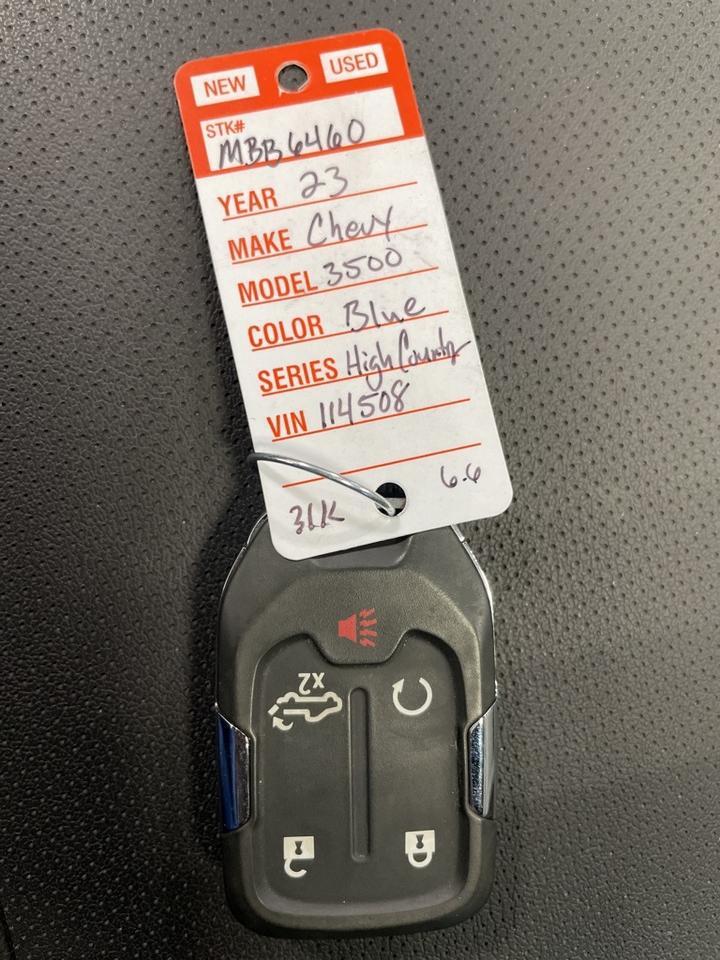 NEW USED
STK#
MBB6460
YEAR 23
MAKE Chevy
MODEL 3500
COLOR Blue
SERIES High Country
VIN 114508
31K 6.6
X2